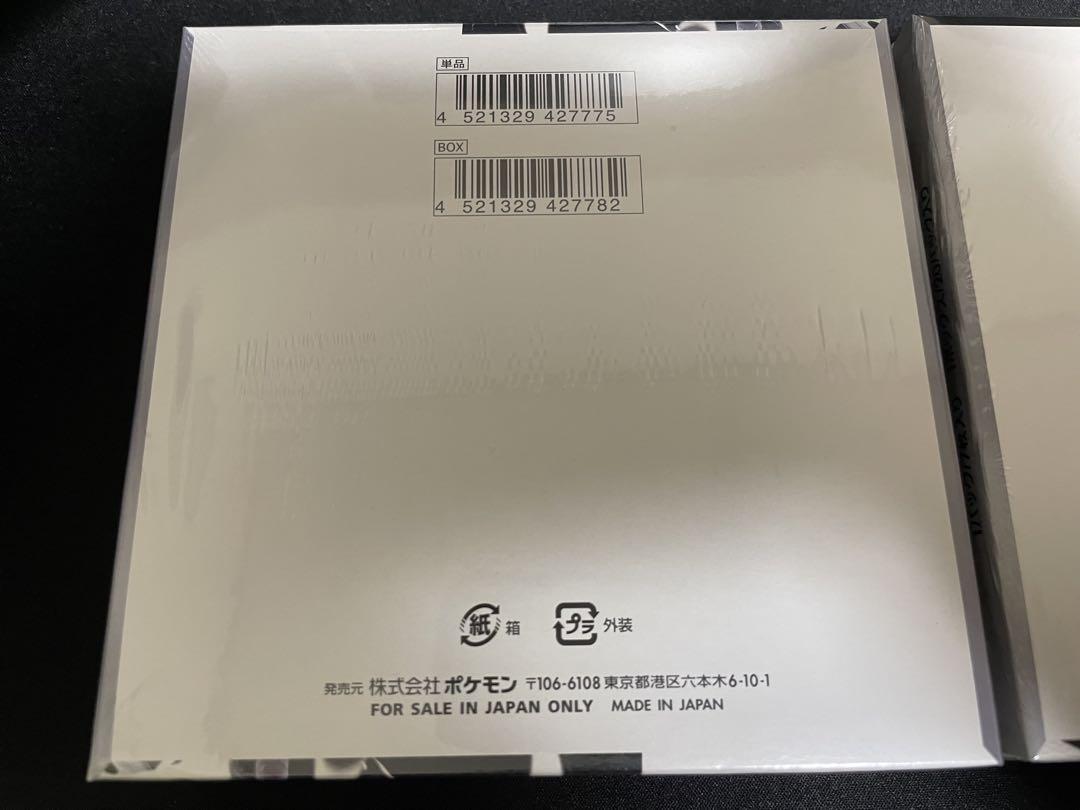 単品
4 521329 427775
BOX
4 521329 427782
紙 箱 プラ 外装
発売元 株式会社 ポケモン 〒106-6108 東京都港区六本木6-10-1
FOR SALE IN JAPAN ONLY MADE IN JAPAN